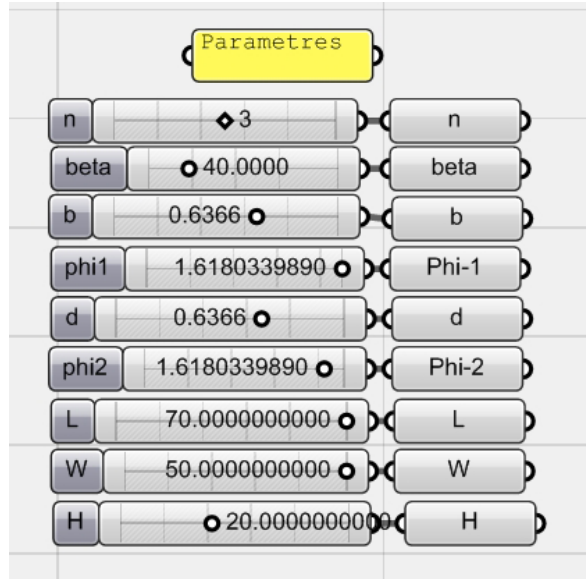 Parametres
n 3 n
beta 40.0000 beta
b 0.6366 b
phi1 1.6180339890 Phi-1
d 0.6366 d
phi2 1.6180339890 Phi-2
L 70.0000000000 L
W 50.0000000000 W
H 20.0000000000 H